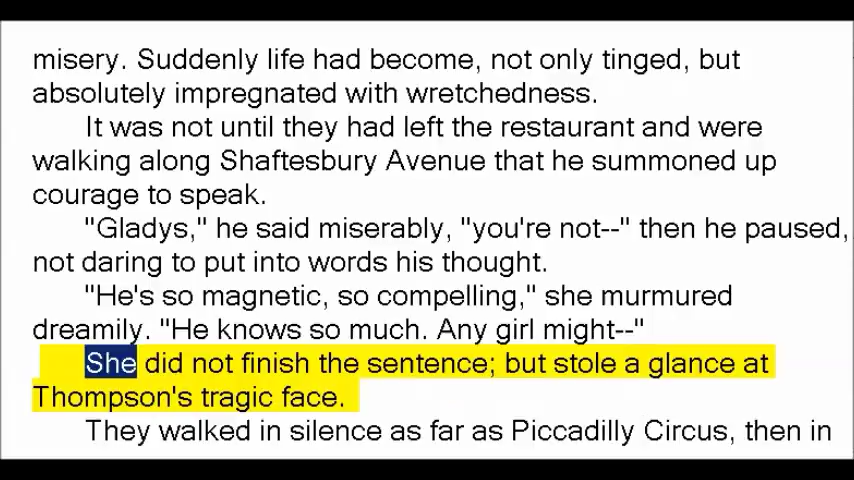 misery. Suddenly life had become, not only tinged, but
absolutely impregnated with wretchedness.
It was not until they had left the restaurant and were
walking along Shaftesbury Avenue that he summoned up
courage to speak.
"Gladys," he said miserably, "you're not--" then he paused,
not daring to put into words his thought.
"He's so magnetic, so compelling," she murmured
dreamily. "He knows so much. Any girl might--"
She did not finish the sentence; but stole a glance at
Thompson's tragic face.
They walked in silence as far as Piccadilly Circus, then in